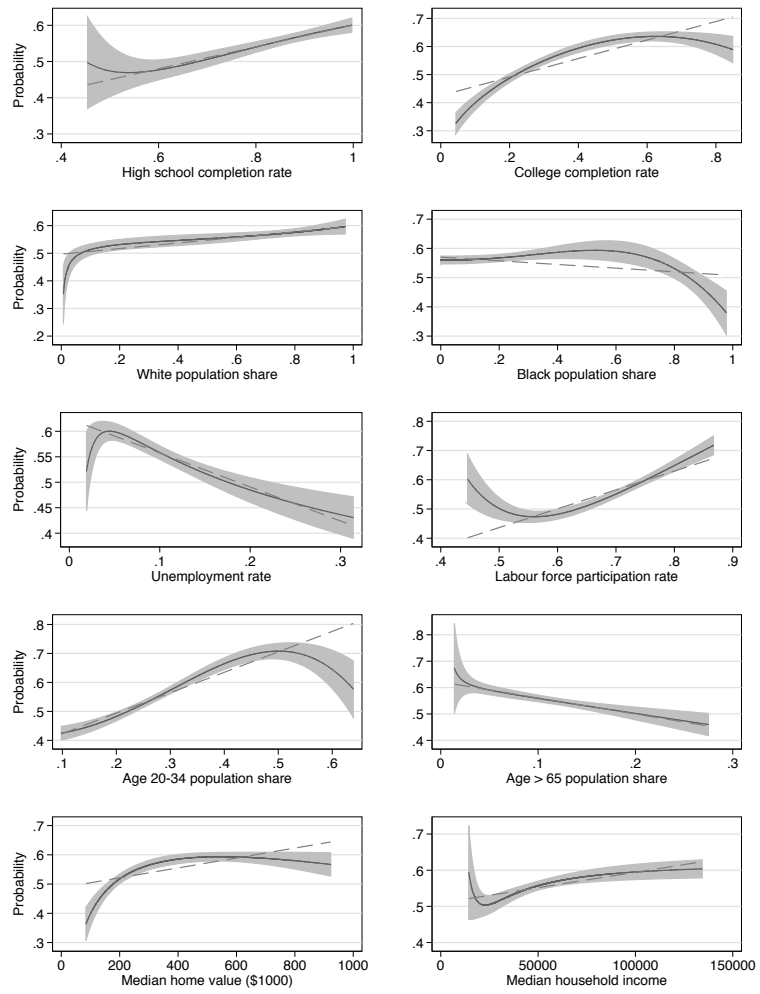 .6
.5
.4
.3
Probability
.4 .6 .8 1
High school completion rate
.7
.6
.5
.4
.3
0 .2 .4 .6 .8
College completion rate
.6
.5
.4
.3
.2
Probability
0 .2 .4 .6 .8 1
White population share
.7
.6
.5
.4
.3
0 .2 .4 .6 .8 1
Black population share
.6
.55
.5
.45
.4
Probability
0 .1 .2 .3
Unemployment rate
.8
.7
.6
.5
.4
.4 .5 .6 .7 .8 .9
Labour force participation rate
.8
.7
.6
.5
.4
Probability
.1 .2 .3 .4 .5 .6
Age 20-34 population share
.8
.7
.6
.5
.4
0 .1 .2 .3
Age > 65 population share
.7
.6
.5
.4
.3
Probability
0 200 400 600 800 1000
Median home value ($1000)
.7
.6
.5
.4
0 50000 100000 150000
Median household income